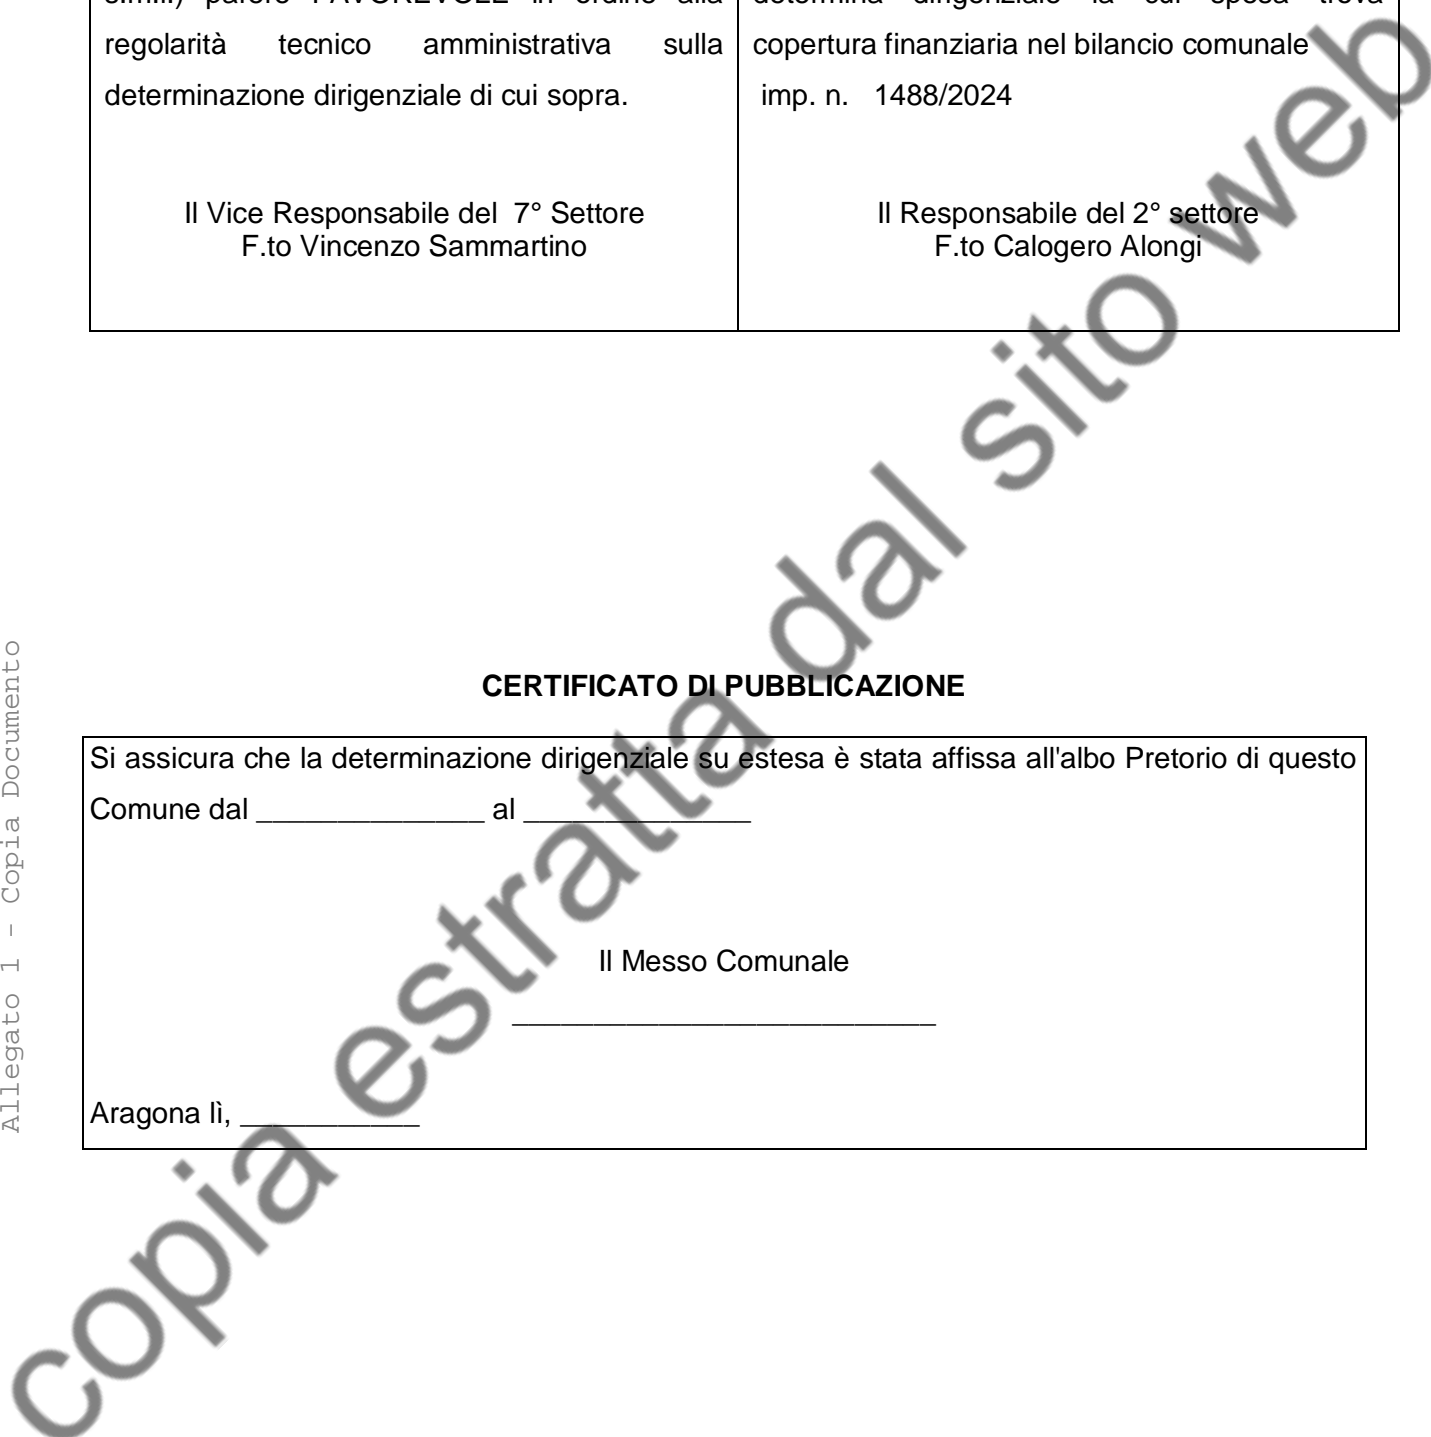 parere FAVOREVOLE in ordine alla
regolarità tecnico amministrativa sulla
determinazione dirigenziale di cui sopra.
Il Vice Responsabile del 7° Settore
F.to Vincenzo Sammartino
determina dirigenziale la cui spesa trova
copertura finanziaria nel bilancio comunale
imp. n. 1488/2024
Il Responsabile del 2° settore
F.to Calogero Alongi
CERTIFICATO DI PUBBLICAZIONE
Si assicura che la determinazione dirigenziale su estesa è stata affissa all'albo Pretorio di questo
Comune dal ______________ al ______________
Il Messo Comunale
__________________________
Aragona lì, ___________
Allegato 1 - Copia Documento
copia estratta dal sito web